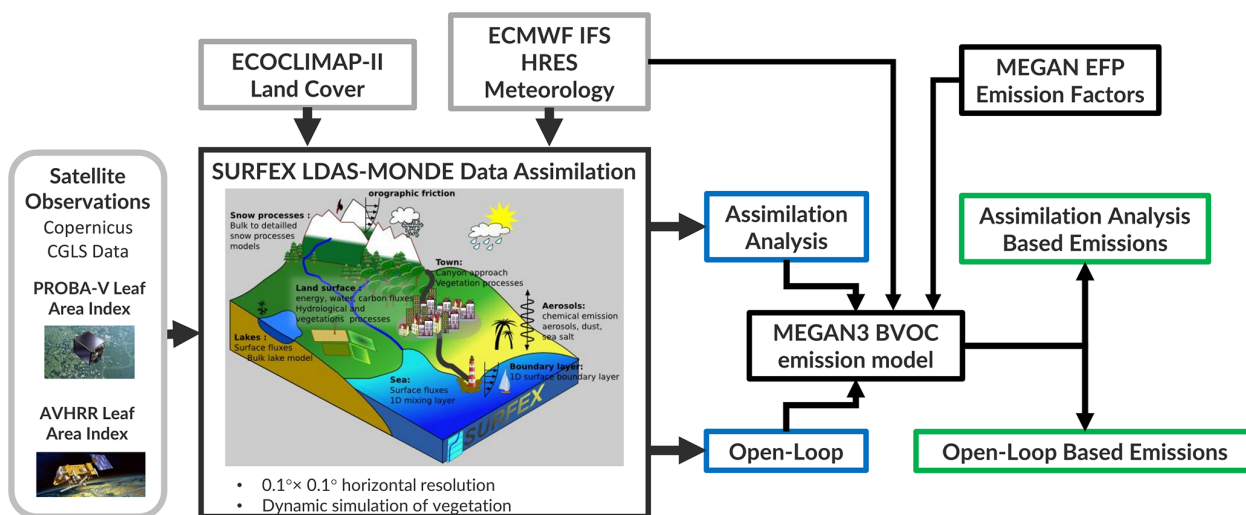 ECOCLIMAP-II
Land Cover
ECMWF IFS
HRES
Meteorology
MEGAN EFP
Emission Factors
Satellite
Observations
Copernicus
CGLS Data
PROBA-V Leaf
Area Index
AVHRR Leaf
Area Index
SURFEX LDAS-MONDE Data Assimilation
orographic friction
Snow processes :
Bulk to detailed
snow processes
models
Town:
Canyon approach
Vegetation processes
Land surface :
energy, water, carbon fluxes
Hydrological and
vegetations processes
Aerosols:
chemical emission
aerosols, dust,
sea salt
Lakes :
Surface fluxes
Bulk lake model
Sea:
Surface fluxes
1D mixing layer
Boundary layer:
1D surface boundary layer
SURFEX
• 0.1°× 0.1° horizontal resolution
• Dynamic simulation of vegetation
Assimilation
Analysis
Open-Loop
MEGAN3 BVOC
emission model
Assimilation Analysis
Based Emissions
Open-Loop Based Emissions